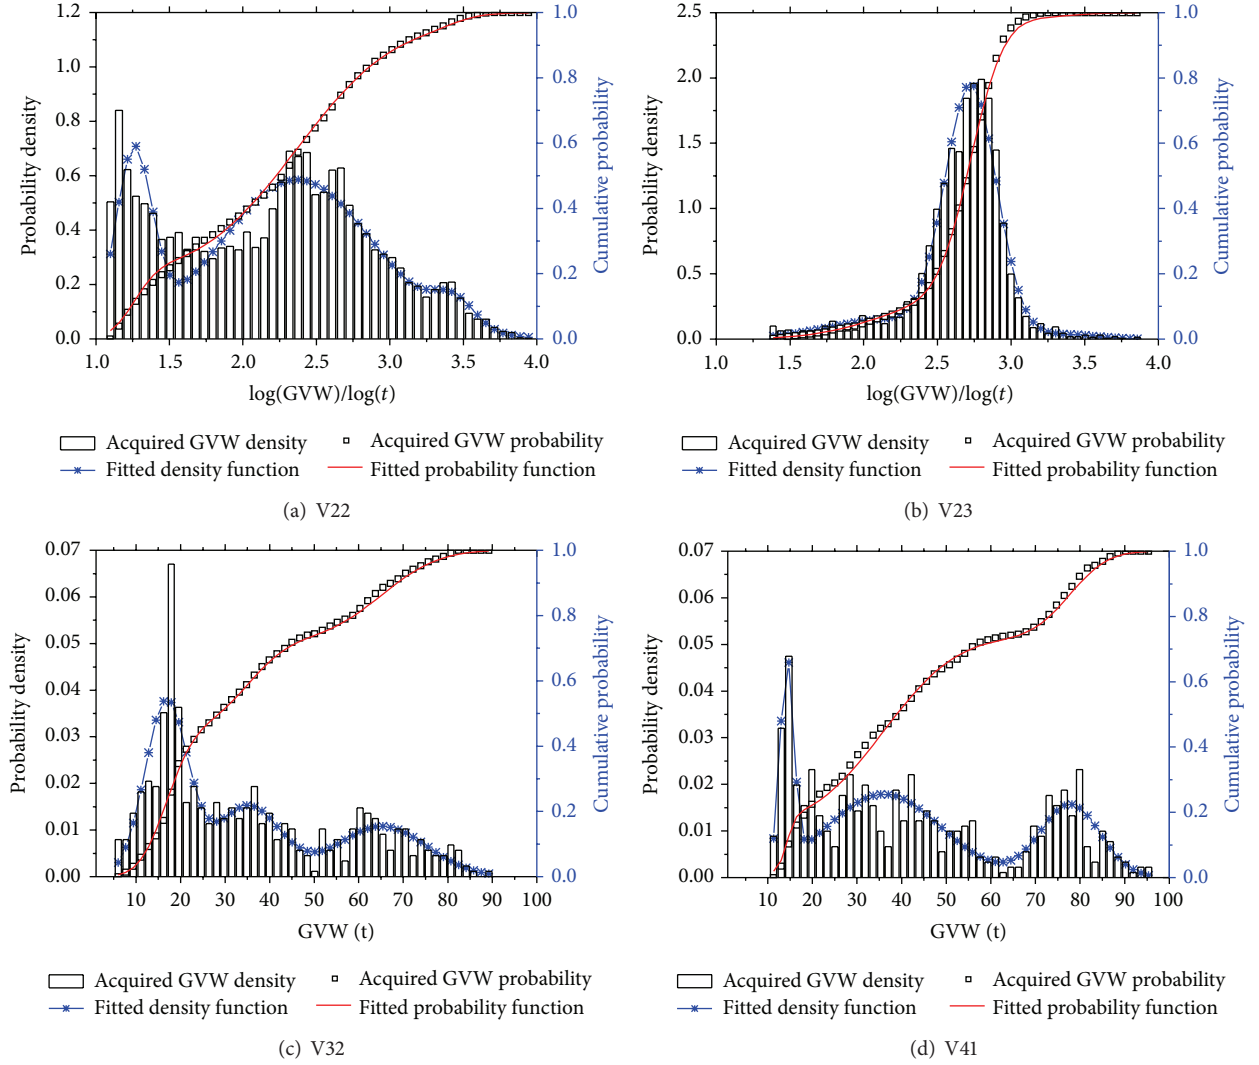 1.2
1.0
0.8
0.6
0.4
0.2
0.0
Probability density
1.0
0.8
0.6
0.4
0.2
0.0
Cumulative probability
1.0 1.5 2.0 2.5 3.0 3.5 4.0
log(GVW)/log(t)
Acquired GVW density Acquired GVW probability
Fitted density function Fitted probability function
(a) V22
2.5
2.0
1.5
1.0
0.5
0.0
Probability density
1.0
0.8
0.6
0.4
0.2
0.0
Cumulative probability
1.0 1.5 2.0 2.5 3.0 3.5 4.0
log(GVW)/log(t)
Acquired GVW density Acquired GVW probability
Fitted density function Fitted probability function
(b) V23
0.07
0.06
0.05
0.04
0.03
0.02
0.01
0.00
Probability density
1.0
0.8
0.6
0.4
0.2
0.0
Cumulative probability
10 20 30 40 50 60 70 80 90 100
GVW (t)
Acquired GVW density Acquired GVW probability
Fitted density function Fitted probability function
(c) V32
0.07
0.06
0.05
0.04
0.03
0.02
0.01
0.00
Probability density
1.0
0.8
0.6
0.4
0.2
0.0
Cumulative probability
10 20 30 40 50 60 70 80 90 100
GVW (t)
Acquired GVW density Acquired GVW probability
Fitted density function Fitted probability function
(d) V41